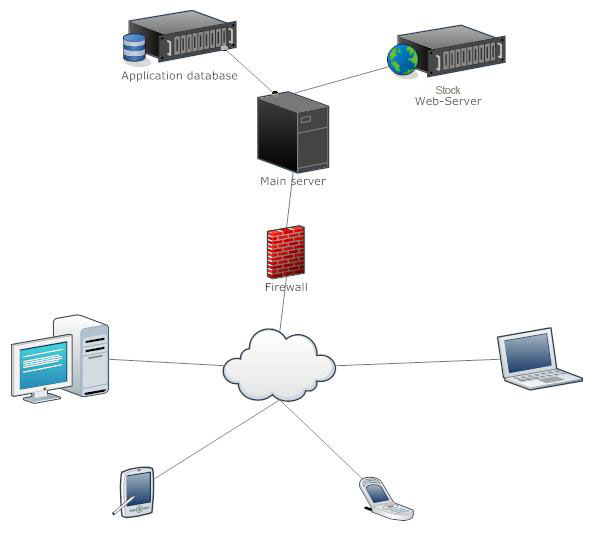 Application database
Stock
Web-Server
Main server
Firewall